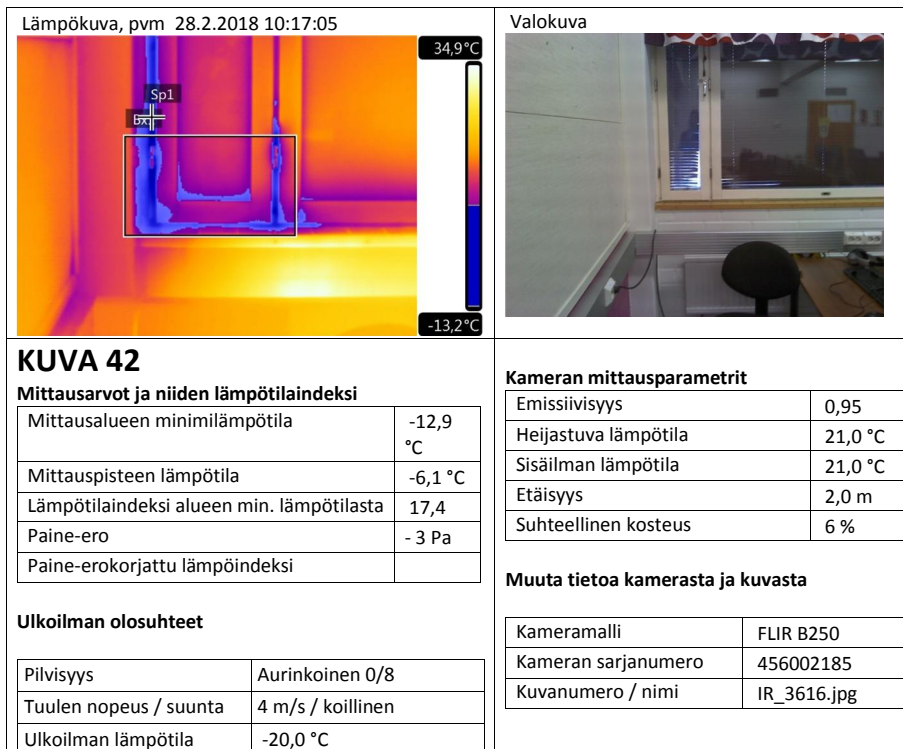 Lämpökuva, pvm 28.2.2018 10:17:05
34,9°C
Sp1
-13,2°C
Valokuva
KUVA 42
Mittausarvot ja niiden lämpötilaindeksi
Mittausalueen minimilämpötila -12,9 °C
Mittauspisteen lämpötila -6,1 °C
Lämpötilaindeksi alueen min. lämpötilasta 17,4
Paine-ero - 3 Pa
Paine-erokorjattu lämpöindeksi
Ulkoilman olosuhteet
Pilvisyys Aurinkoinen 0/8
Tuulen nopeus / suunta 4 m/s / koillinen
Ulkoilman lämpötila -20,0 °C
Kameran mittausparametrit
Emissiivisyys 0,95
Heijastuva lämpötila 21,0 °C
Sisäilman lämpötila 21,0 °C
Etäisyys 2,0 m
Suhteellinen kosteus 6 %
Muuta tietoa kamerasta ja kuvasta
Kameramalli FLIR B250
Kameran sarjanumero 456002185
Kuvanumero / nimi IR_3616.jpg